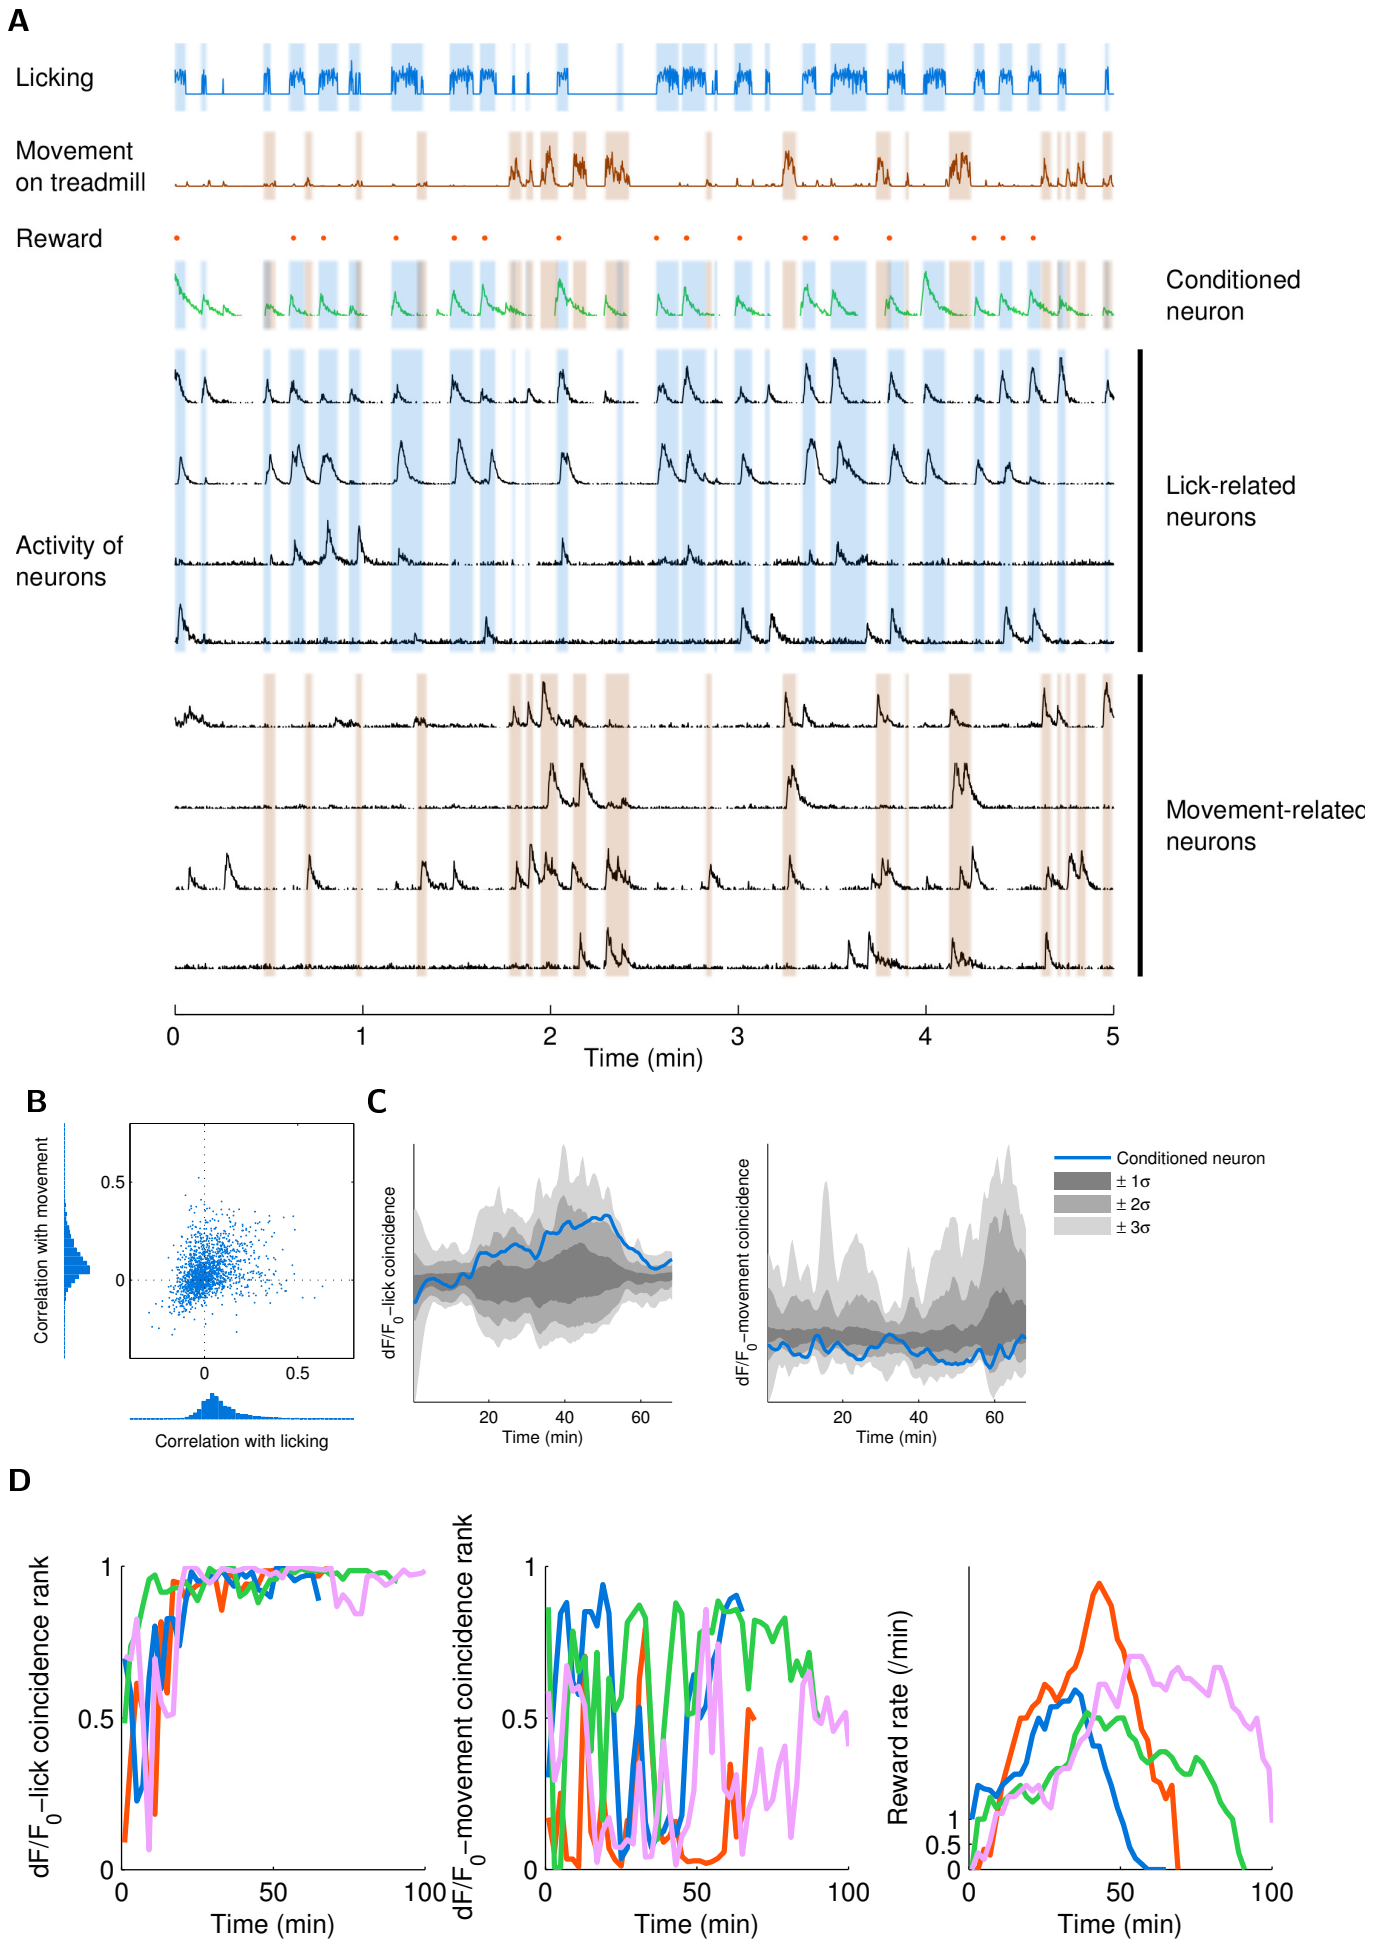 A
Licking
Movement
on treadmill
Reward
Conditioned
neuron
Lick-related
neurons
Activity of
neurons
Movement-related
neurons
0 1 2 3 4 5
Time (min)
B
Correlation with movement
0.5
0
0 0.5
Correlation with licking
C
dF/F0−lick coincidence
20 40 60
Time (min)
dF/F0−movement coincidence
20 40 60
Time (min)
Conditioned neuron
± 1σ
± 2σ
± 3σ
D
dF/F0−lick coincidence rank
1
0.5
0
0 50 100
Time (min)
dF/F0−movement coincidence rank
1
0.5
0
0 50 100
Time (min)
Reward rate (/min)
1
0.5
0
0 50 100
Time (min)